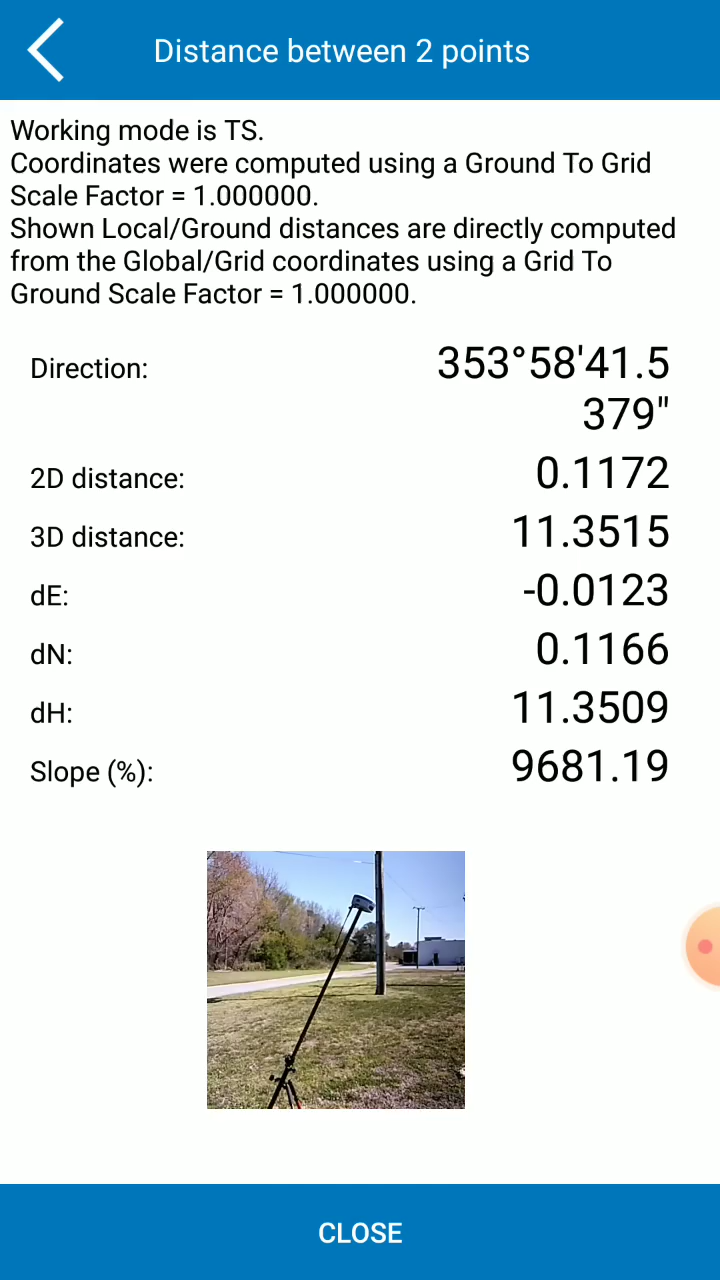 Distance between 2 points
Working mode is TS.
Coordinates were computed using a Ground To Grid
Scale Factor = 1.000000.
Shown Local/Ground distances are directly computed
from the Global/Grid coordinates using a Grid To
Ground Scale Factor = 1.000000.
Direction: 353°58'41.5
379"
2D distance: 0.1172
3D distance: 11.3515
dE: -0.0123
dN: 0.1166
dH: 11.3509
Slope (%): 9681.19
CLOSE